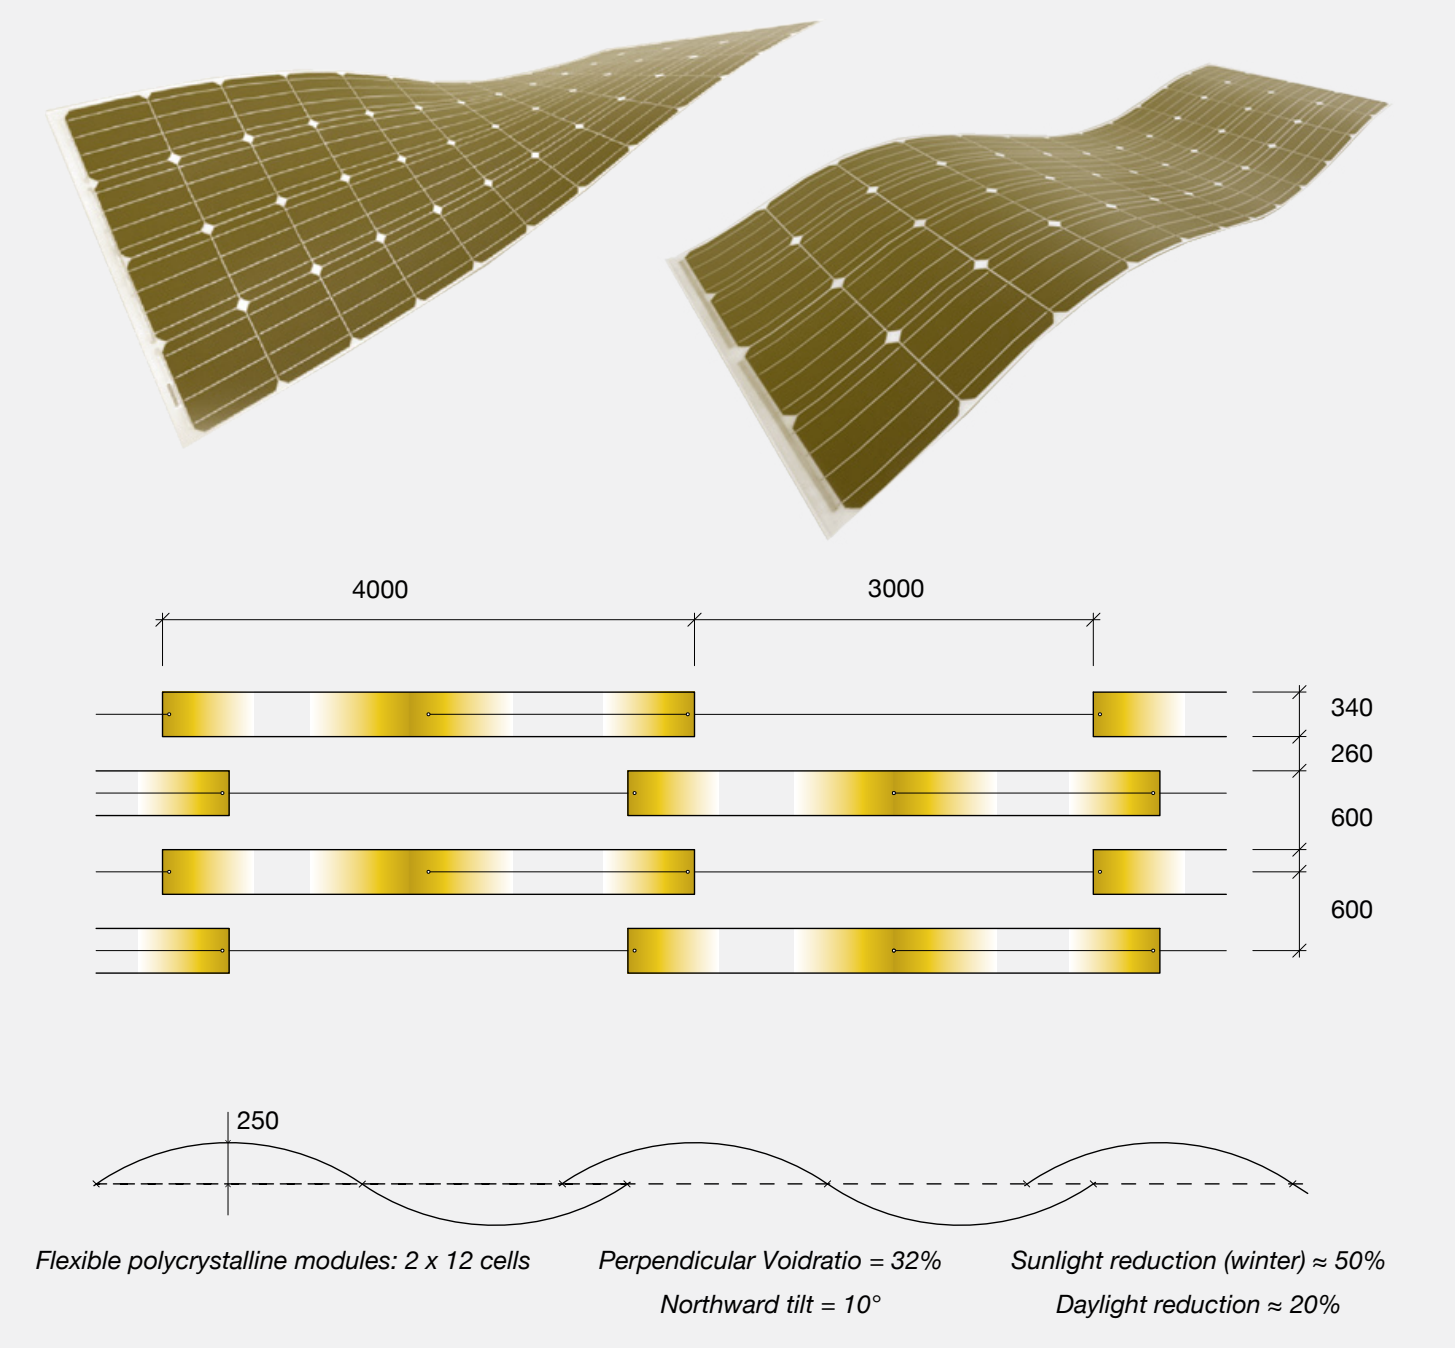 4000
3000
340
260
600
600
250
Flexible polycrystalline modules: 2 x 12 cells
Perpendicular Voidratio = 32%
Northward tilt = 10°
Sunlight reduction (winter) ≈ 50%
Daylight reduction ≈ 20%